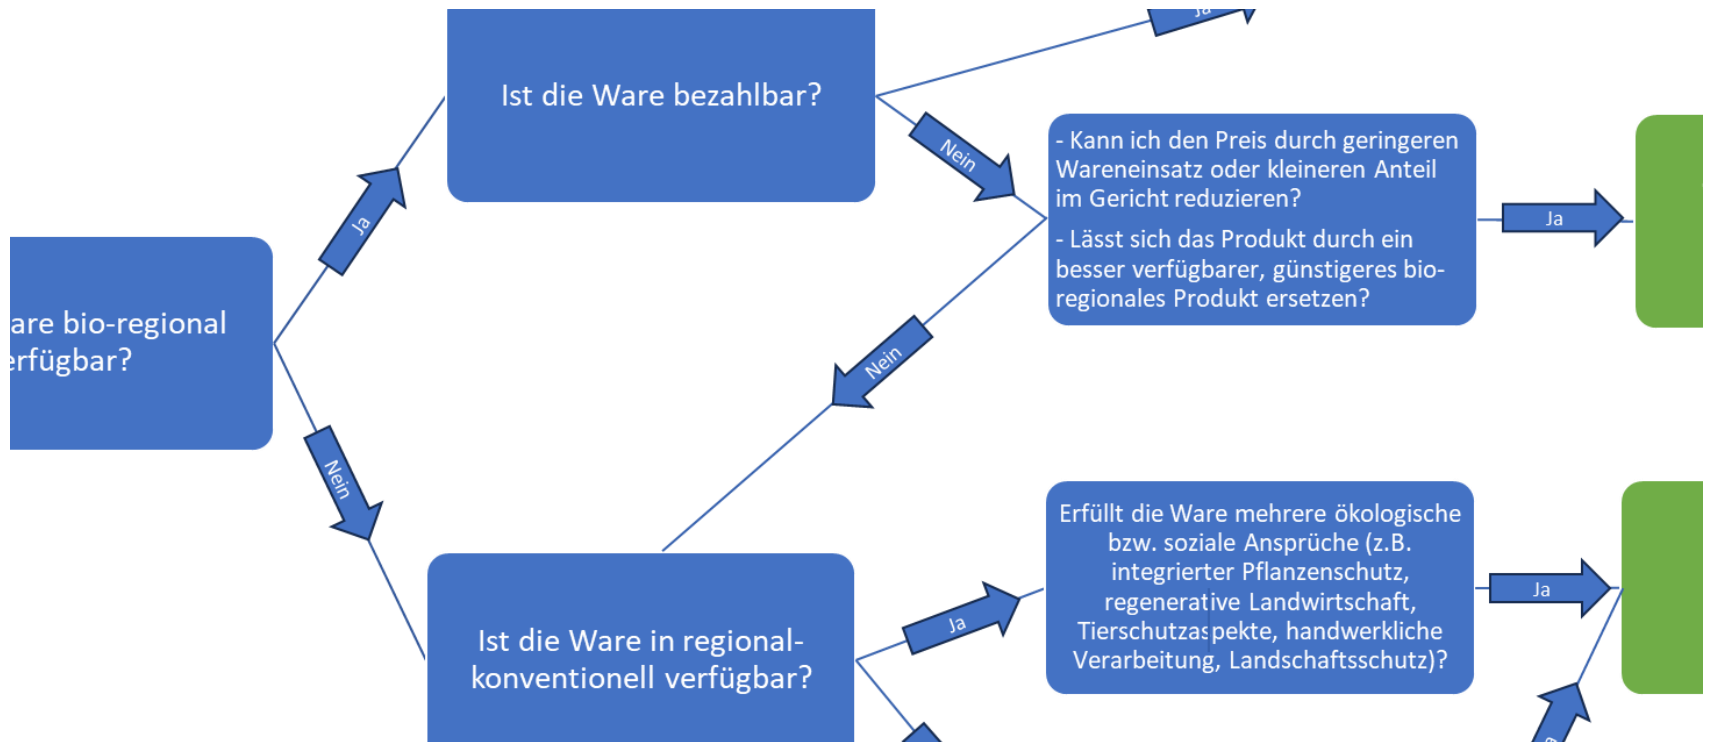 Ja
Ist die Ware bezahlbar?
Nein
- Kann ich den Preis durch geringeren
Wareneinsatz oder kleineren Anteil
im Gericht reduzieren?
- Lässt sich das Produkt durch ein
besser verfügbarer, günstigeres bio-
regionales Produkt ersetzen?
Ja
Ja
are bio-regional
erfügbar?
Nein
Nein
Erfüllt die Ware mehrere ökologische
bzw. soziale Ansprüche (z.B.
integrierter Pflanzenschutz,
regenerative Landwirtschaft,
Tierschutzaspekte, handwerkliche
Verarbeitung, Landschaftsschutz)?
Ja
Ja
Ist die Ware in regional-
konventionell verfügbar?